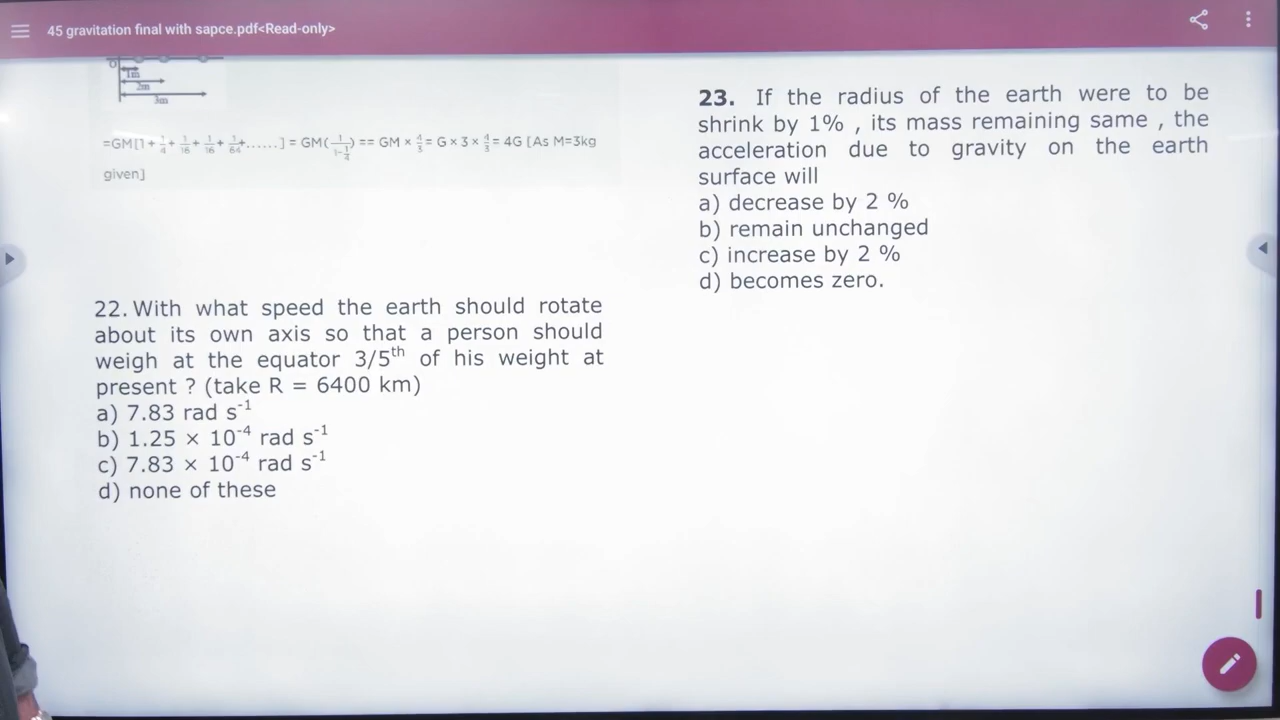 45 gravitation final with sapce.pdf<Read-only>
0
1m
2m
3m
=GM[1+1/4+1/16+1/16+1/64+......] = GM(1/1-1/4) == GM × 4/3= G × 3 × 4/3= 4G [As M=3kg
given]
22. With what speed the earth should rotate
about its own axis so that a person should
weigh at the equator 3/5th of his weight at
present ? (take R = 6400 km)
a) 7.83 rad s-1
b) 1.25 × 10-4 rad s-1
c) 7.83 × 10-4 rad s-1
d) none of these
23. If the radius of the earth were to be
shrink by 1% , its mass remaining same , the
acceleration due to gravity on the earth
surface will
a) decrease by 2 %
b) remain unchanged
c) increase by 2 %
d) becomes zero.